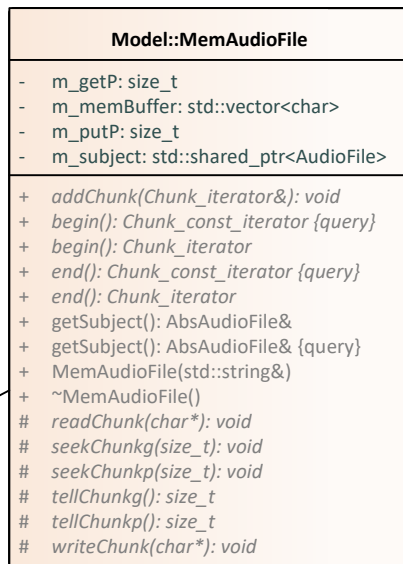 Model::MemAudioFile
- m_getP: size_t
- m_memBuffer: std::vector<char>
- m_putP: size_t
- m_subject: std::shared_ptr<AudioFile>
+ addChunk(Chunk_iterator&): void
+ begin(): Chunk_const_iterator {query}
+ begin(): Chunk_iterator
+ end(): Chunk_const_iterator {query}
+ end(): Chunk_iterator
+ getSubject(): AbsAudioFile&
+ getSubject(): AbsAudioFile& {query}
+ MemAudioFile(std::string&)
+ ~MemAudioFile()
# readChunk(char*): void
# seekChunkg(size_t): void
# seekChunkp(size_t): void
# tellChunkg(): size_t
# tellChunkp(): size_t
# writeChunk(char*): void